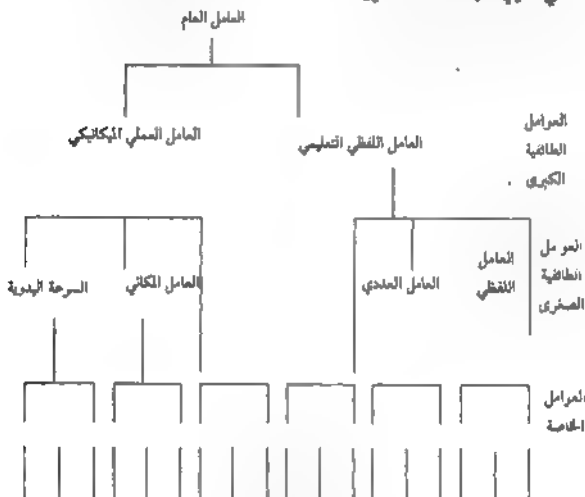 العامل العام
العامل اللفظي التعليمي
العامل العملي الميكانيكي
العوامل
الطائفية
الكبرى
العوامل
الطائفية
الصغرى
العامل
اللفظي
العامل العددي
العامل المكاني
السرعة اليدوية
العوامل
الخاصة